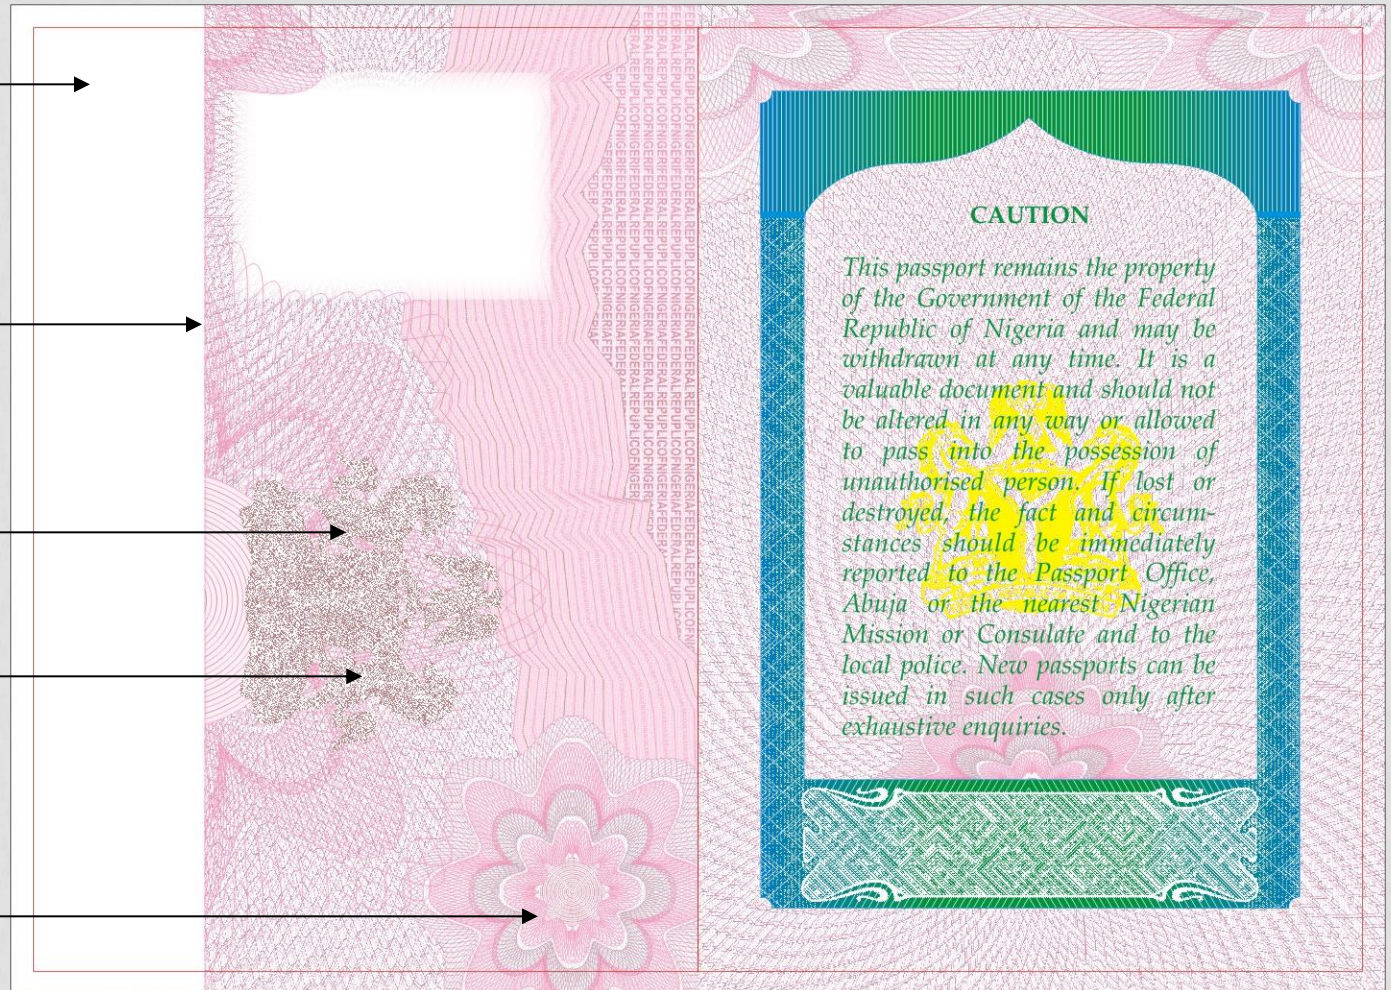 CAUTION
This passport remains the property
of the Government of the Federal
Republic of Nigeria and may be
withdrawn at any time. It is a
valuable document and should not
be altered in any way or allowed
to pass into the possession of
unauthorised person. If lost or
destroyed, the fact and circum-
stances should be immediately
reported to the Passport Office,
Abuja or the nearest Nigerian
Mission or Consulate and to the
local police. New passports can be
issued in such cases only after
exhaustive enquiries.